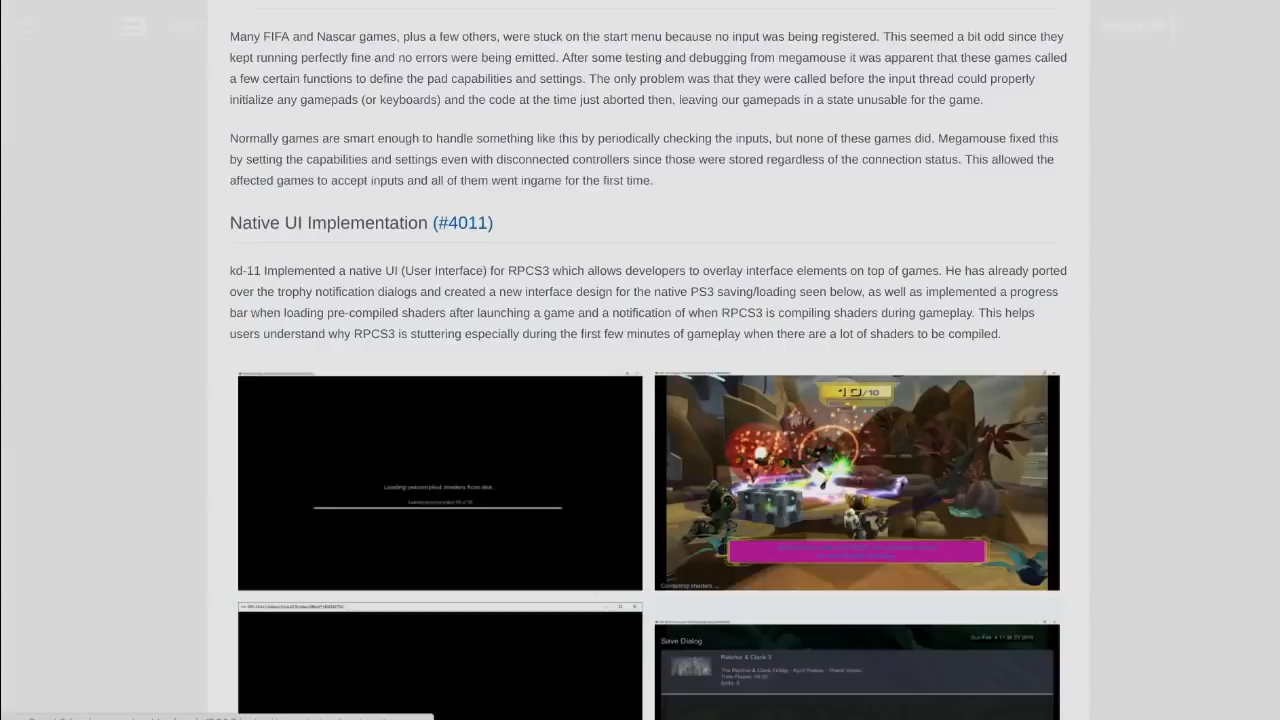 Many FIFA and Nascar games, plus a few others, were stuck on the start menu because no input was being registered. This seemed a bit odd since they
kept running perfectly fine and no errors were being emitted. After some testing and debugging from megamouse it was apparent that these games called
a few certain functions to define the pad capabilities and settings. The only problem was that they were called before the input thread could properly
initialize any gamepads (or keyboards) and the code at the time just aborted then, leaving our gamepads in a state unusable for the game.
Normally games are smart enough to handle something like this by periodically checking the inputs, but none of these games did. Megamouse fixed this
by setting the capabilities and settings even with disconnected controllers since those were stored regardless of the connection status. This allowed the
affected games to accept inputs and all of them went ingame for the first time.
Native UI Implementation (#4011)
kd-11 Implemented a native UI (User Interface) for RPCS3 which allows developers to overlay interface elements on top of games. He has already ported
over the trophy notification dialogs and created a new interface design for the native PS3 saving/loading seen below, as well as implemented a progress
bar when loading pre-compiled shaders after launching a game and a notification of when RPCS3 is compiling shaders during gameplay. This helps
users understand why RPCS3 is stuttering especially during the first few minutes of gameplay when there are a lot of shaders to be compiled.
Loading precompiled shaders from disk...
10/10
Compiling shaders ...
Save Dialog
Ratchet & Clank 3